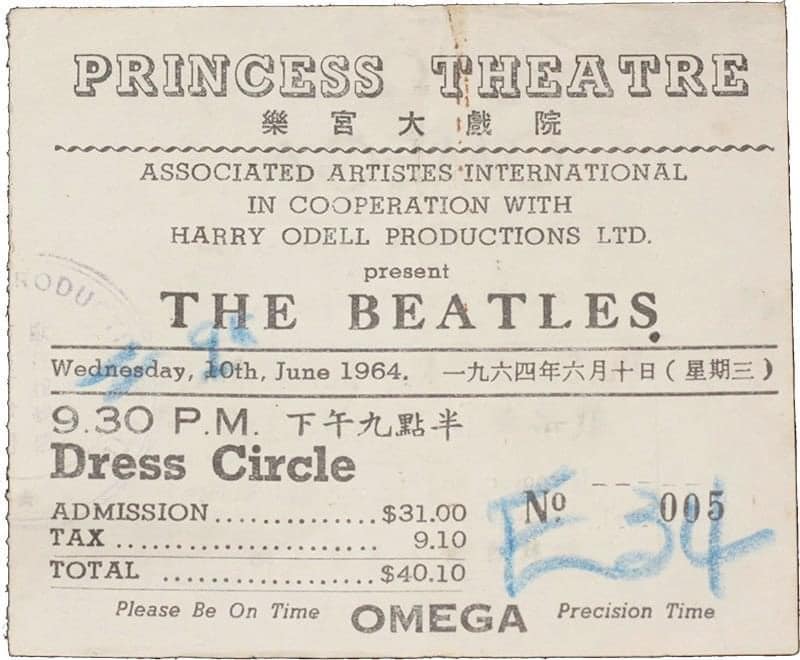 PRINCESS THEATRE
樂宮大戲院
ASSOCIATED ARTISTES INTERNATIONAL
IN COOPERATION WITH
HARRY ODELL PRODUCTIONS LTD.
present
THE BEATLES
Wednesday, 10th, June 1964. 一九六四年六月十日(星期三)
9.30 P.M. 下午九點半
Dress Circle
ADMISSION...............$31.00
TAX ........................ 9.10
TOTAL ...................$40.10
Nº 005
E 34
Please Be On Time OMEGA Precision Time
RODU